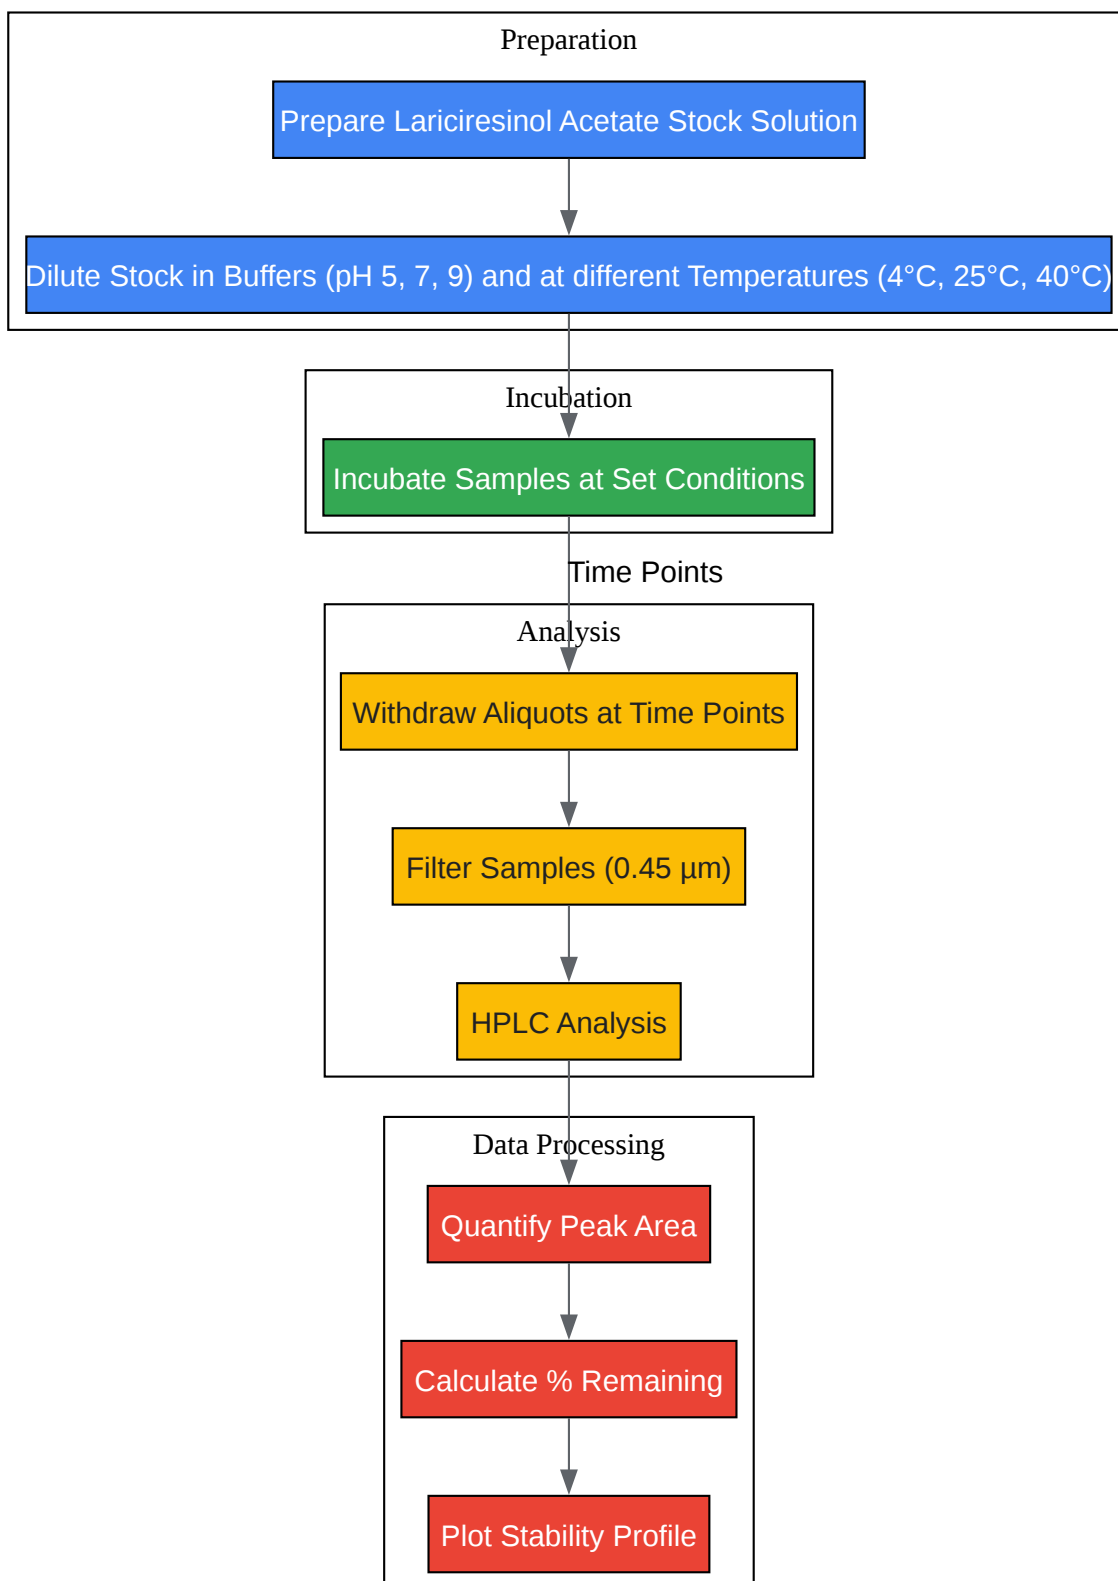 Preparation
Prepare Lariciresinol Acetate Stock Solution
Dilute Stock in Buffers (pH 5, 7, 9) and at different Temperatures (4°C, 25°C, 40°C)
Incubation
Incubate Samples at Set Conditions
Time Points
Analysis
Withdraw Aliquots at Time Points
Filter Samples (0.45 µm)
HPLC Analysis
Data Processing
Quantify Peak Area
Calculate % Remaining
Plot Stability Profile